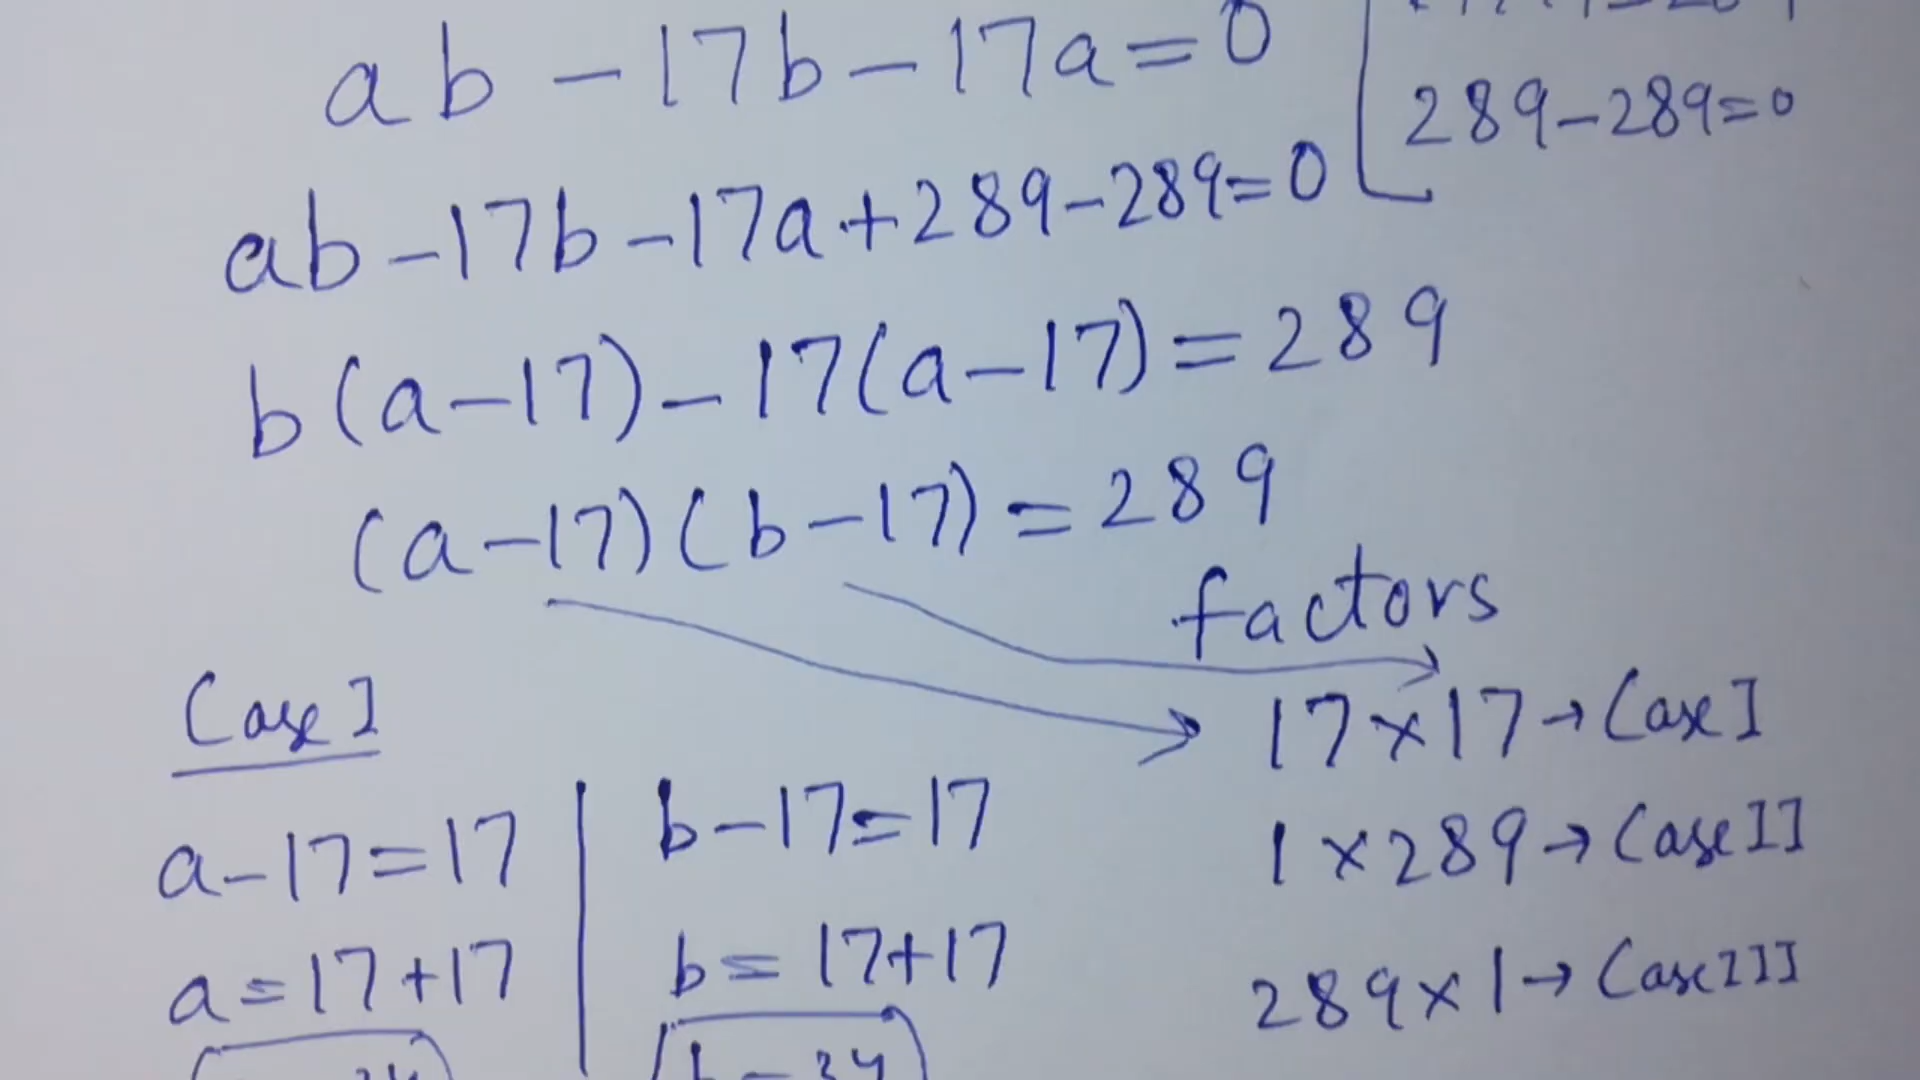 ab - 17b - 17a = 0
289 - 289 = 0
ab - 17b - 17a + 289 - 289 = 0
b(a - 17) - 17(a - 17) = 289
(a - 17)(b - 17) = 289
factors
17 × 17 → Case I
1 × 289 → Case II
289 × 1 → Case III
Case I
a - 17 = 17
b - 17 = 17
a = 17 + 17
b = 17 + 17
b = 34